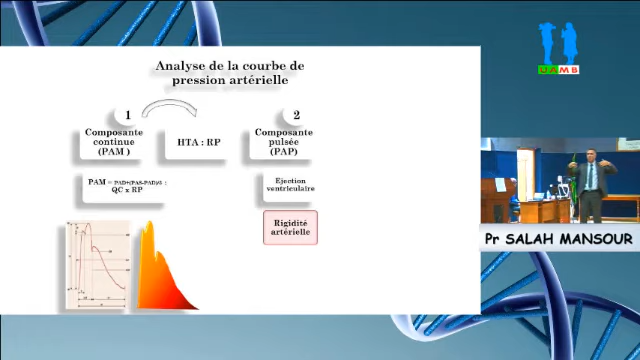 Analyse de la courbe de
pression artérielle
1
2
Composante
continue
(PAM )
HTA : RP
Composante
pulsée
(PAP)
PAM = PAD+(PAS-PAD)/3 :
QC x RP
Ejection
ventriculaire
Rigidité
artérielle
U.A.M.B
Pr SALAH MANSOUR